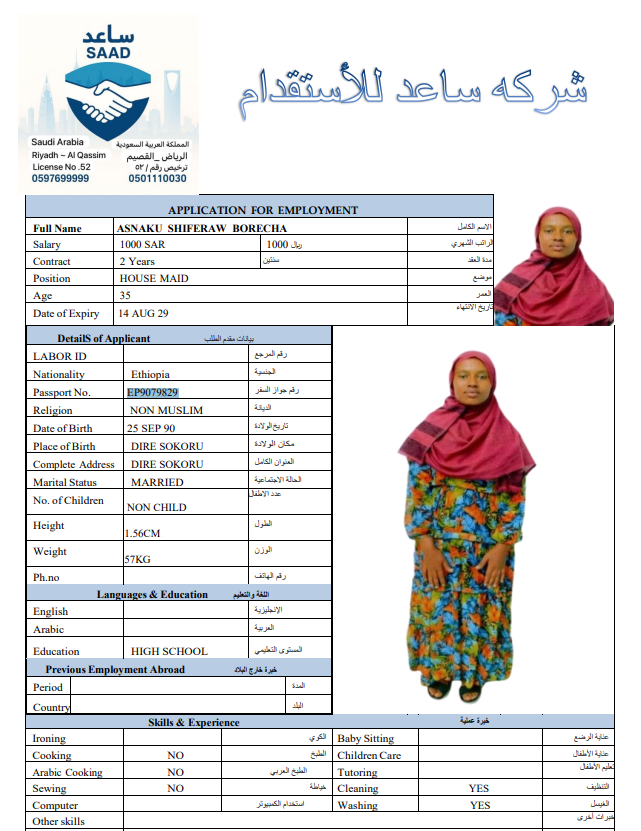 ساعد
SAAD
Saudi Arabia المملكة العربية السعودية
Riyadh ~ Al Qassim الرياض _القصيم
License No .52 ترخيص رقم / ٥٢
0597699999 0501110030
شركه ساعد للأستقدام
APPLICATION FOR EMPLOYMENT
Full Name ASNAKU SHIFERAW BORECHA الاسم الكامل
Salary 1000 SAR 1000 ريال الراتب الشهري
Contract 2 Years سنتين مدة العقد
Position HOUSE MAID موضع
Age 35 العمر
Date of Expiry 14 AUG 29 تاريخ الانتهاء
DetailS of Applicant بيانات مقدم الطلب
LABOR ID رقم المرجع
Nationality Ethiopia الجنسية
Passport No. EP9079829 رقم جواز السفر
Religion NON MUSLIM الديانة
Date of Birth 25 SEP 90 تاريخ الولادة
Place of Birth DIRE SOKORU مكان الولادة
Complete Address DIRE SOKORU العنوان الكامل
Marital Status MARRIED الحالة الاجتماعية
No. of Children NON CHILD عدد الاطفال
Height 1.56CM الطول
Weight 57KG الوزن
Ph.no رقم الهاتف
Languages & Education اللغة والتعليم
English الإنجليزية
Arabic العربية
Education HIGH SCHOOL المستوى التعليمي
Previous Employment Abroad خبرة خارج البلاد
Period المدة
Country البلد
Skills & Experience خبرة عملية
Ironing الكوي Baby Sitting عناية الرضع
Cooking NO الطبخ Children Care عناية الأطفال
Arabic Cooking NO الطبخ العربي Tutoring تعليم الأطفال
Sewing NO خياطة Cleaning YES التنظيف
Computer استخدام الكمبيوتر Washing YES الغسيل
Other skills خبرات أخرى